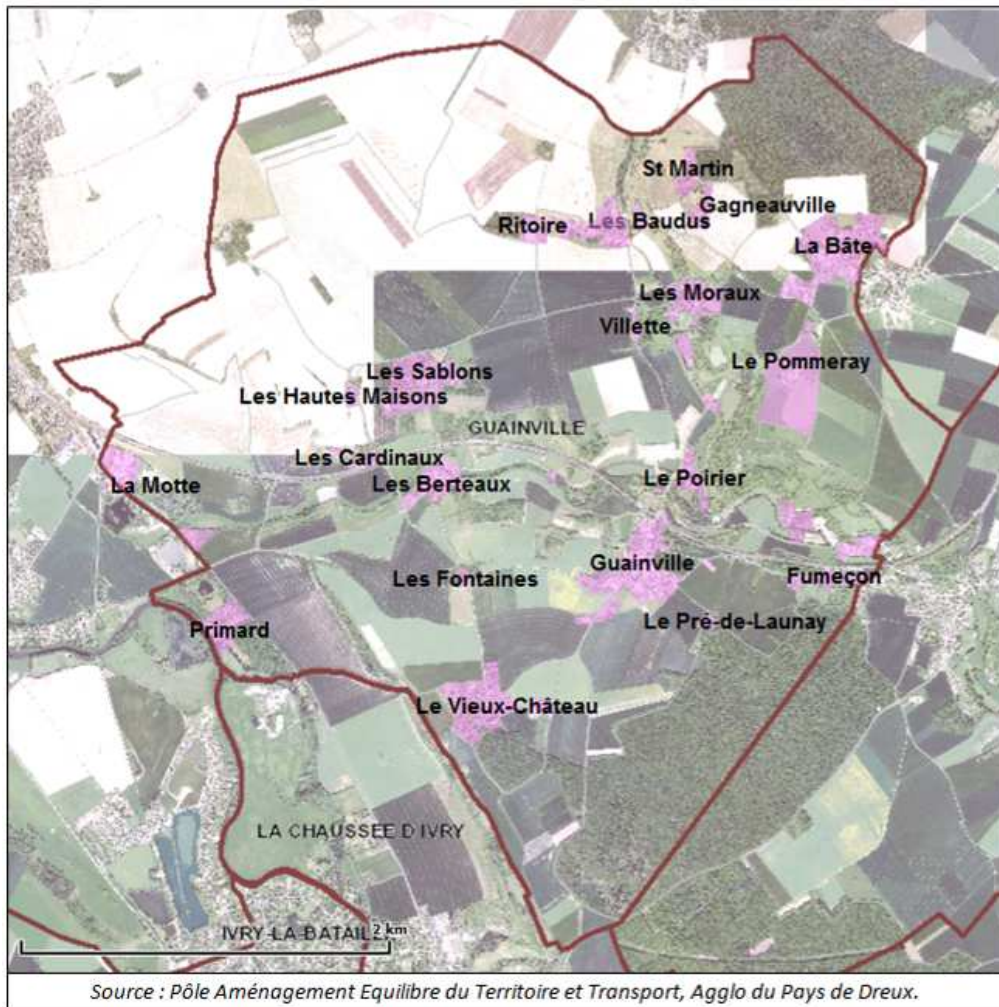 St Martin
Gagneauville
Ritoire
Les Baudus
La Bâte
Les Moraux
Villette
Le Pommeray
Les Sablons
Les Hautes Maisons
GUAINVILLE
Les Cardinaux
La Motte
Les Berteaux
Le Poirier
Guainville
Les Fontaines
Fumeçon
Le Pré-de-Launay
Primard
Le Vieux-Château
LA CHAUSSEE D'IVRY
IVRY-LA-BATAILLE
2 km
Source : Pôle Aménagement Equilibre du Territoire et Transport, Agglo du Pays de Dreux.